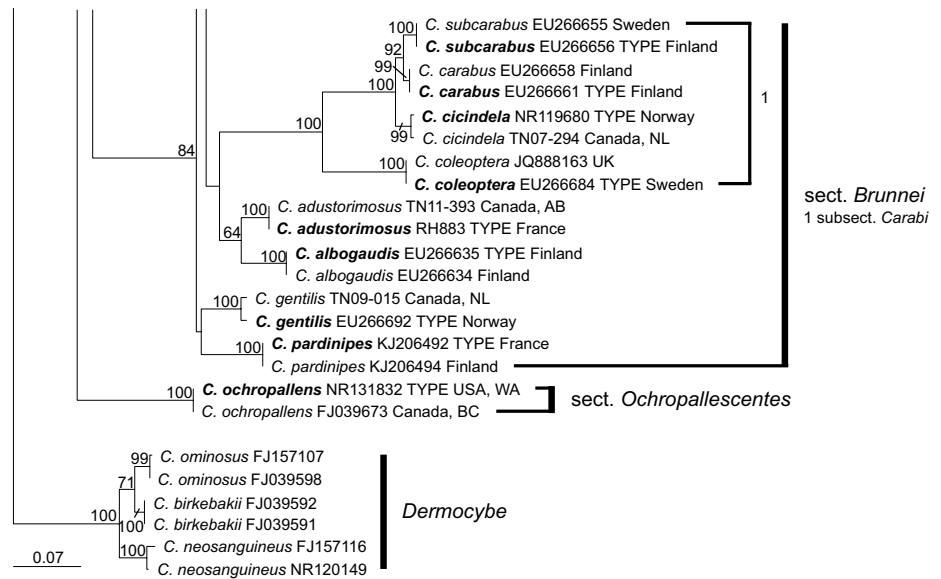 100 C. subcarabus EU266655 Sweden
C. subcarabus EU266656 TYPE Finland
92
99 C. carabus EU266658 Finland
100 C. carabus EU266661 TYPE Finland
1
C. cicindela NR119680 TYPE Norway
100
99 C. cicindela TN07-294 Canada, NL
84
100 C. coleoptera JQ888163 UK
C. coleoptera EU266684 TYPE Sweden
sect. Brunnei
1 subsect. Carabi
100 C. adustorimosus TN11-393 Canada, AB
C. adustorimosus RH883 TYPE France
64
100 C. albogaudis EU266635 TYPE Finland
C. albogaudis EU266634 Finland
100 C. gentilis TN09-015 Canada, NL
C. gentilis EU266692 TYPE Norway
100 C. pardinipes KJ206492 TYPE France
C. pardinipes KJ206494 Finland
100 C. ochropallens NR131832 TYPE USA, WA
sect. Ochropallescentes
C. ochropallens FJ039673 Canada, BC
99 C. ominosus FJ157107
C. ominosus FJ039598
71
C. birkebakii FJ039592
100
100 C. birkebakii FJ039591
Dermocybe
100 C. neosanguineus FJ157116
C. neosanguineus NR120149
0.07